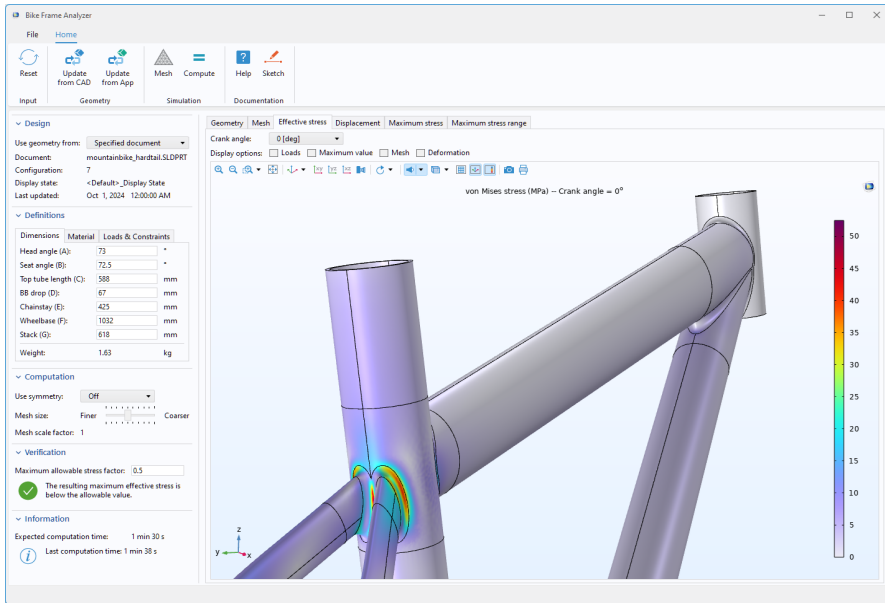 Bike Frame Analyzer
File Home
Reset
Update from CAD
Update from App
Mesh
Compute
Help
Sketch
Input
Geometry
Simulation
Documentation
Design
Use geometry from: Specified document
Document: mountainbike_hardtail.SLDPRT
Configuration: 7
Display state: <Default>_Display State
Last updated: Oct 1, 2024 12:00:00 AM
Definitions
Dimensions Material Loads & Constraints
Head angle (A): 73 °
Seat angle (B): 72.5 °
Top tube length (C): 588 mm
BB drop (D): 67 mm
Chainstay (E): 425 mm
Wheelbase (F): 1032 mm
Stack (G): 618 mm
Weight: 1.63 kg
Computation
Use symmetry: Off
Mesh size: Finer Coarser
Mesh scale factor: 1
Verification
Maximum allowable stress factor: 0.5
The resulting maximum effective stress is
below the allowable value.
Information
Expected computation time: 1 min 30 s
Last computation time: 1 min 38 s
Geometry Mesh Effective stress Displacement Maximum stress Maximum stress range
Crank angle: 0 [deg]
Display options: Loads Maximum value Mesh Deformation
xy yz xz
von Mises stress (MPa) -- Crank angle = 0°
50
45
40
35
30
25
20
15
10
5
0
z
y
x